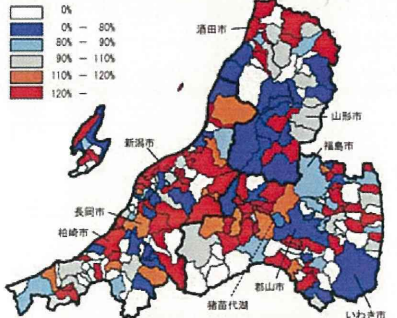 0%
0% － 80%
80% － 90%
90% －110%
110% －120%
120% －
酒田市
山形市
新潟市
福島市
長岡市
柏崎市
猪苗代湖
郡山市
いわき市